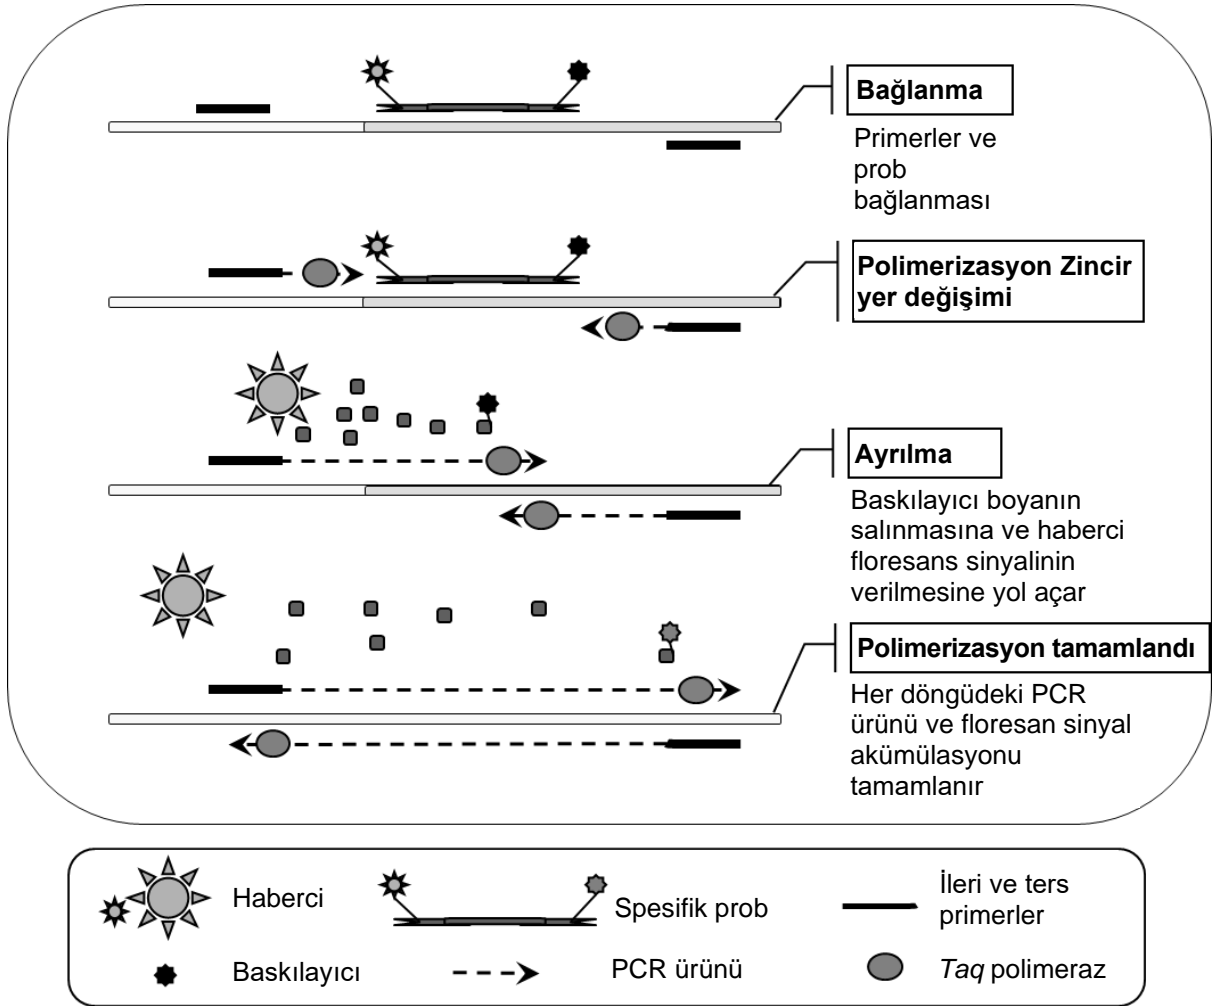 Bağlanma
Primerler ve
prob
bağlanması
Polimerizasyon Zincir
yer değişimi
Ayrılma
Baskılayıcı boyanın
salınmasına ve haberci
floresans sinyalinin
verilmesine yol açar
Polimerizasyon tamamlandı
Her döngüdeki PCR
ürünü ve floresan sinyal
akümülasyonu
tamamlanır
Haberci
Spesifik prob
İleri ve ters
primerler
Baskılayıcı
PCR ürünü
Taq polimeraz